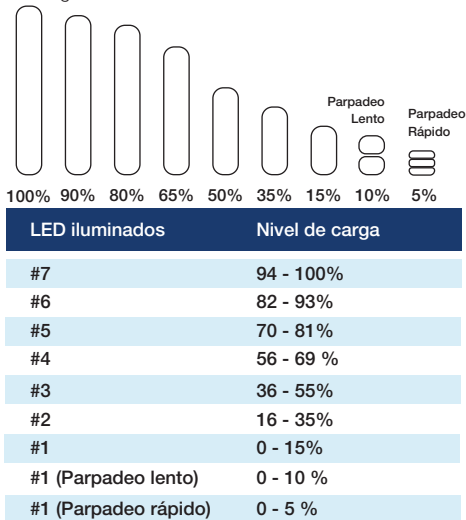 Parpadeo
Lento
Parpadeo
Rápido
100% 90% 80% 65% 50% 35% 15% 10% 5%
LED iluminados Nivel de carga
#7 94 - 100%
#6 82 - 93%
#5 70 - 81%
#4 56 - 69 %
#3 36 - 55%
#2 16 - 35%
#1 0 - 15%
#1 (Parpadeo lento) 0 - 10 %
#1 (Parpadeo rápido) 0 - 5 %